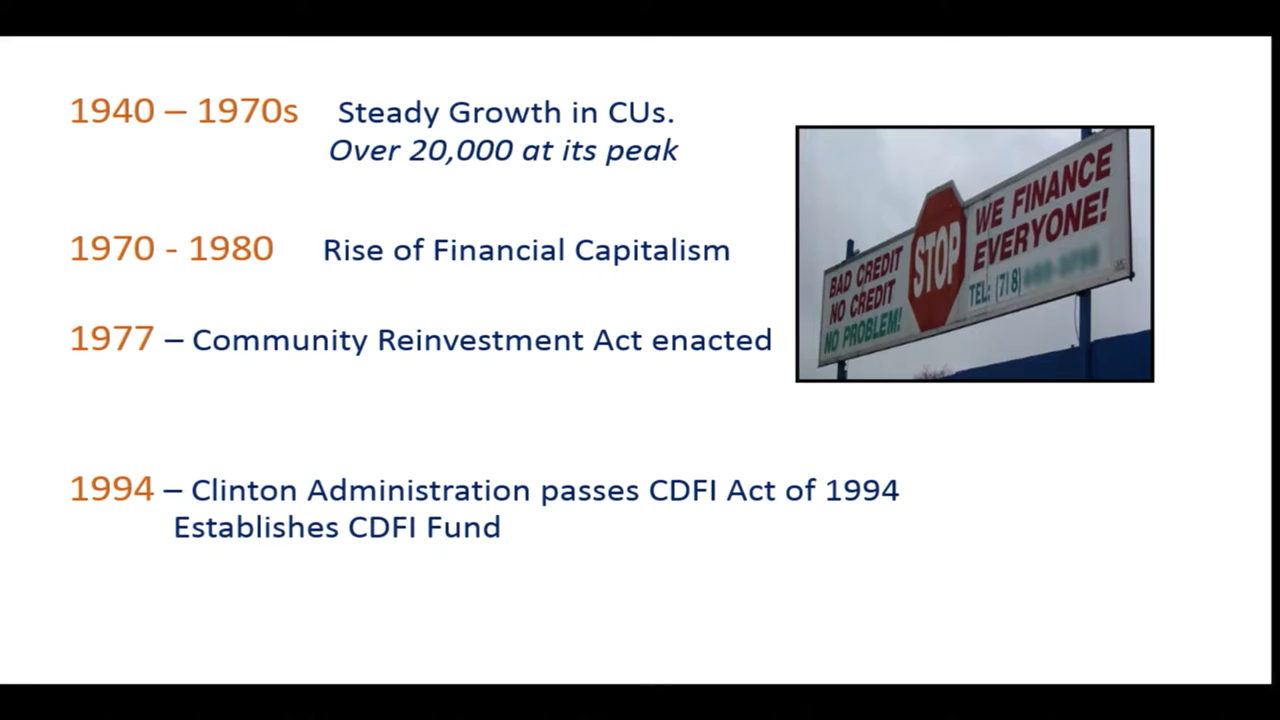 1940 – 1970s Steady Growth in CUs.
Over 20,000 at its peak
1970 - 1980 Rise of Financial Capitalism
1977 – Community Reinvestment Act enacted
1994 – Clinton Administration passes CDFI Act of 1994
Establishes CDFI Fund
BAD CREDIT
NO CREDIT
NO PROBLEM!
STOP
WE FINANCE
EVERYONE!
TEL: (718)